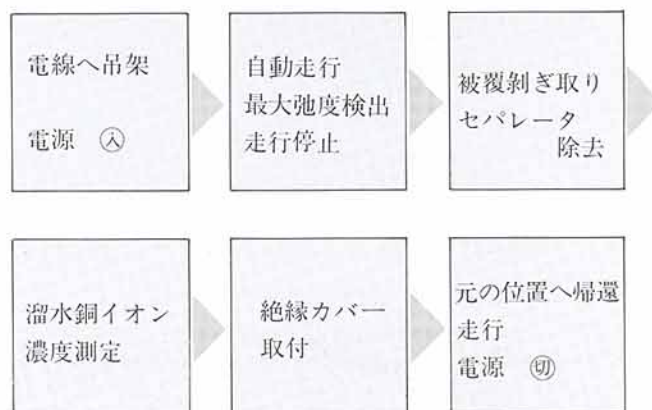 電線へ吊架
電源 ㊅
自動走行
最大弛度検出
走行停止
被覆剝ぎ取り
セパレータ
除去
溜水銅イオン
濃度測定
絶縁カバー
取付
元の位置へ帰還
走行
電源 ㊞